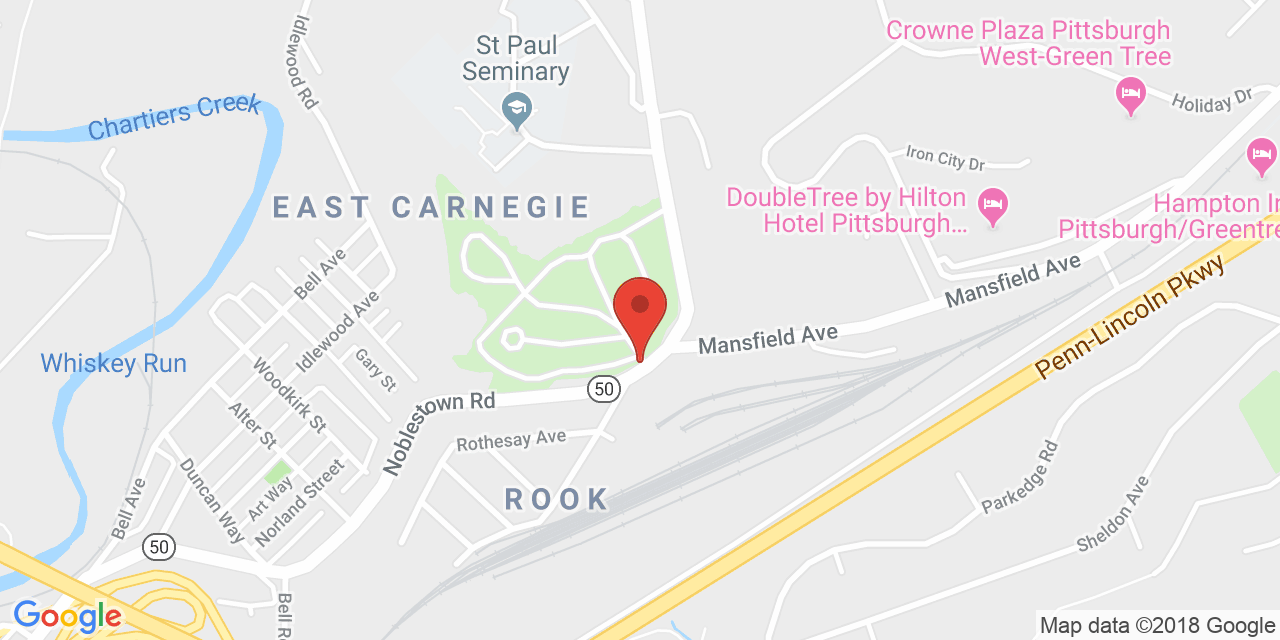 Crowne Plaza Pittsburgh
West-Green Tree
Idlewood Rd
St Paul
Seminary
Chartiers Creek
Holiday Dr
Iron City Dr
EAST CARNEGIE
DoubleTree by Hilton
Hotel Pittsburgh...
Hampton In
Pittsburgh/Greentre
Bell Ave
Mansfield Ave
Penn-Lincoln Pkwy
Idlewood Ave
Mansfield Ave
Whiskey Run
Gary St
Woodkirk St
50
Noblestown Rd
Alter St
Rothesay Ave
Parkedge Rd
Duncan Way
Art Way
Norland Street
ROOK
Bell Ave
Sheldon Ave
50
Bell R
Google
Map data ©2018 Google